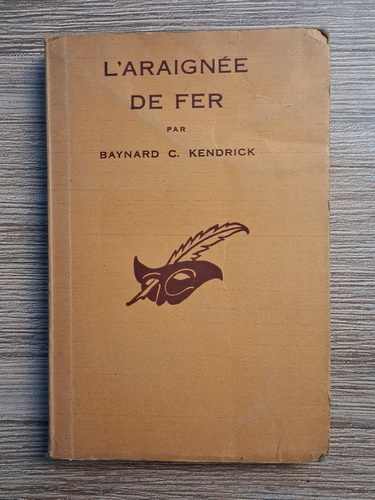 L'ARAIGNÉE
DE FER
PAR
BAYNARD C. KENDRICK